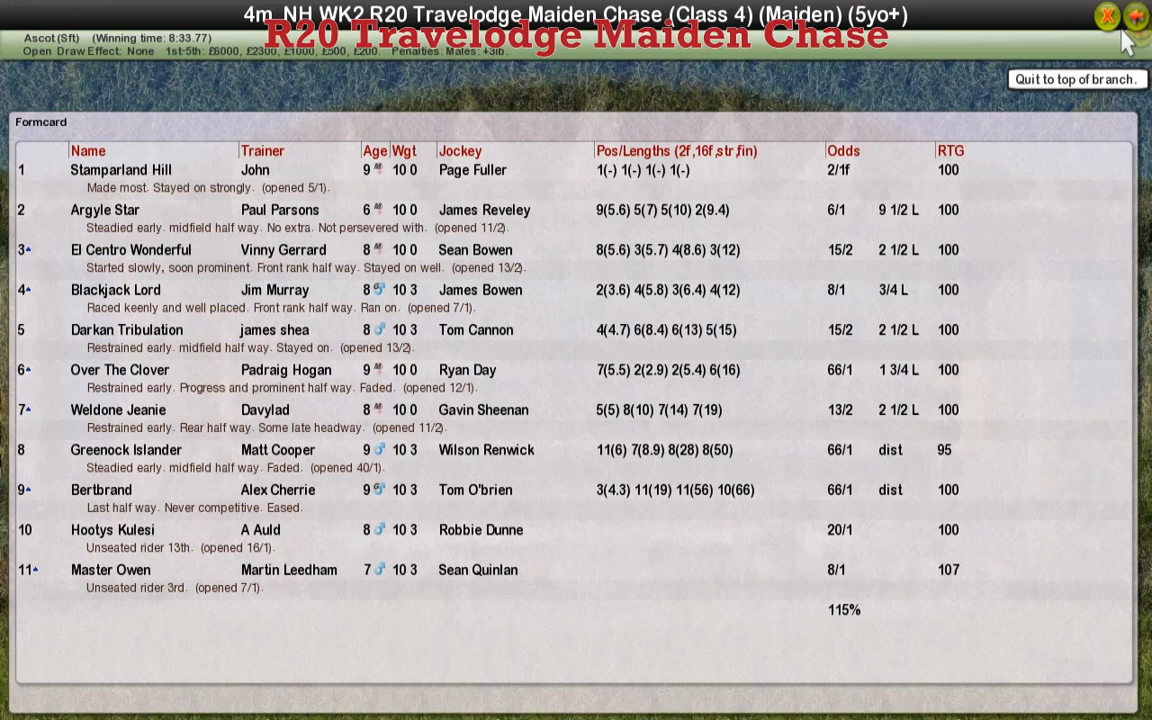 4m NH WK2 R20 Travelodge Maiden Chase (Class 4) (Maiden) (5yo+)
R20 Travelodge Maiden Chase
Ascot(Sft) (Winning time: 8:33.77)
Open Draw Effect: None 1st-5th: £6000, £2300, £1000, £500, £200. Penalties: Males: +3lb.
X
Quit to top of branch.
Formcard
Name Trainer Age Wgt Jockey Pos/Lengths (2f,16f,str,fin) Odds RTG
1 Stamparland Hill John 9 10 0 Page Fuller 1(-) 1(-) 1(-) 1(-) 2/1f 100
Made most. Stayed on strongly. (opened 5/1).
2 Argyle Star Paul Parsons 6 10 0 James Reveley 9(5.6) 5(7) 5(10) 2(9.4) 6/1 9 1/2 L 100
Steadied early. midfield half way. No extra. Not persevered with. (opened 11/2).
3 El Centro Wonderful Vinny Gerrard 8 10 0 Sean Bowen 8(5.6) 3(5.7) 4(8.6) 3(12) 15/2 2 1/2 L 100
Started slowly, soon prominent. Front rank half way. Stayed on well. (opened 13/2).
4 Blackjack Lord Jim Murray 8 10 3 James Bowen 2(3.6) 4(5.8) 3(6.4) 4(12) 8/1 3/4 L 100
Raced keenly and well placed. Front rank half way. Ran on. (opened 7/1).
5 Darkan Tribulation james shea 8 10 3 Tom Cannon 4(4.7) 6(8.4) 6(13) 5(15) 15/2 2 1/2 L 100
Restrained early. midfield half way. Stayed on. (opened 13/2).
6 Over The Clover Padraig Hogan 9 10 0 Ryan Day 7(5.5) 2(2.9) 2(5.4) 6(16) 66/1 1 3/4 L 100
Restrained early. Progress and prominent half way. Faded. (opened 12/1).
7 Weldone Jeanie Davylad 8 10 0 Gavin Sheenan 5(5) 8(10) 7(14) 7(19) 13/2 2 1/2 L 100
Restrained early. Rear half way. Some late headway. (opened 11/2).
8 Greenock Islander Matt Cooper 9 10 3 Wilson Renwick 11(6) 7(8.9) 8(28) 8(50) 66/1 dist 95
Steadied early. midfield half way. Faded. (opened 40/1).
9 Bertbrand Alex Cherrie 9 10 3 Tom O'brien 3(4.3) 11(19) 11(56) 10(66) 66/1 dist 100
Last half way. Never competitive. Eased.
10 Hootys Kulesi A Auld 8 10 3 Robbie Dunne 20/1 100
Unseated rider 13th. (opened 16/1).
11 Master Owen Martin Leedham 7 10 3 Sean Quinlan 8/1 107
Unseated rider 3rd. (opened 7/1).
115%